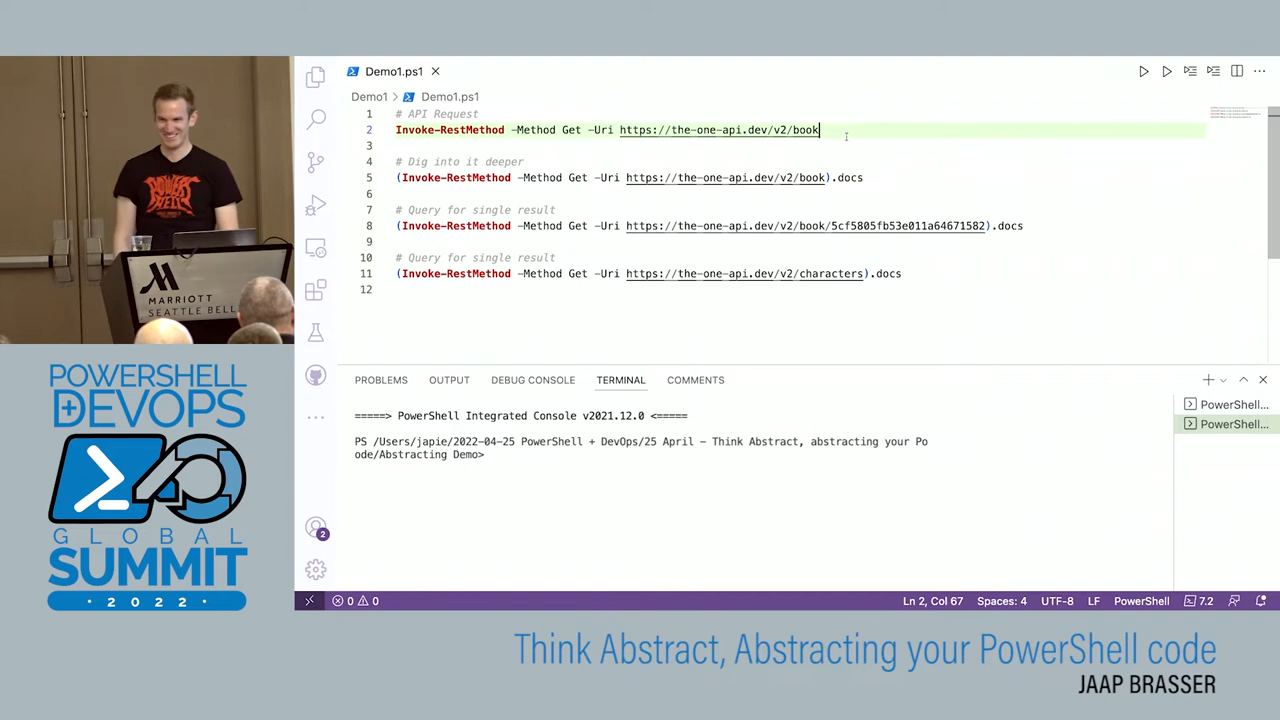 Demo1.ps1
Demo1 > Demo1.ps1
1 # API Request
2 Invoke-RestMethod -Method Get -Uri https://the-one-api.dev/v2/book
3
4 # Dig into it deeper
5 (Invoke-RestMethod -Method Get -Uri https://the-one-api.dev/v2/book).docs
6
7 # Query for single result
8 (Invoke-RestMethod -Method Get -Uri https://the-one-api.dev/v2/book/5cf5805fb53e011a64671582).docs
9
10 # Query for single result
11 (Invoke-RestMethod -Method Get -Uri https://the-one-api.dev/v2/characters).docs
12
POWER
SHELL
MARRIOTT
SEATTLE BELL
PROBLEMS OUTPUT DEBUG CONSOLE TERMINAL COMMENTS
=====> PowerShell Integrated Console v2021.12.0 <=====
PS /Users/japie/2022-04-25 PowerShell + DevOps/25 April - Think Abstract, abstracting your Po
ode/Abstracting Demo>
PowerShell...
PowerShell...
2
0 0
Ln 2, Col 67 Spaces: 4 UTF-8 LF PowerShell 7.2
POWERSHELL
+DEVOPS
GLOBAL
SUMMIT
· 2022 ·
Think Abstract, Abstracting your PowerShell code
JAAP BRASSER